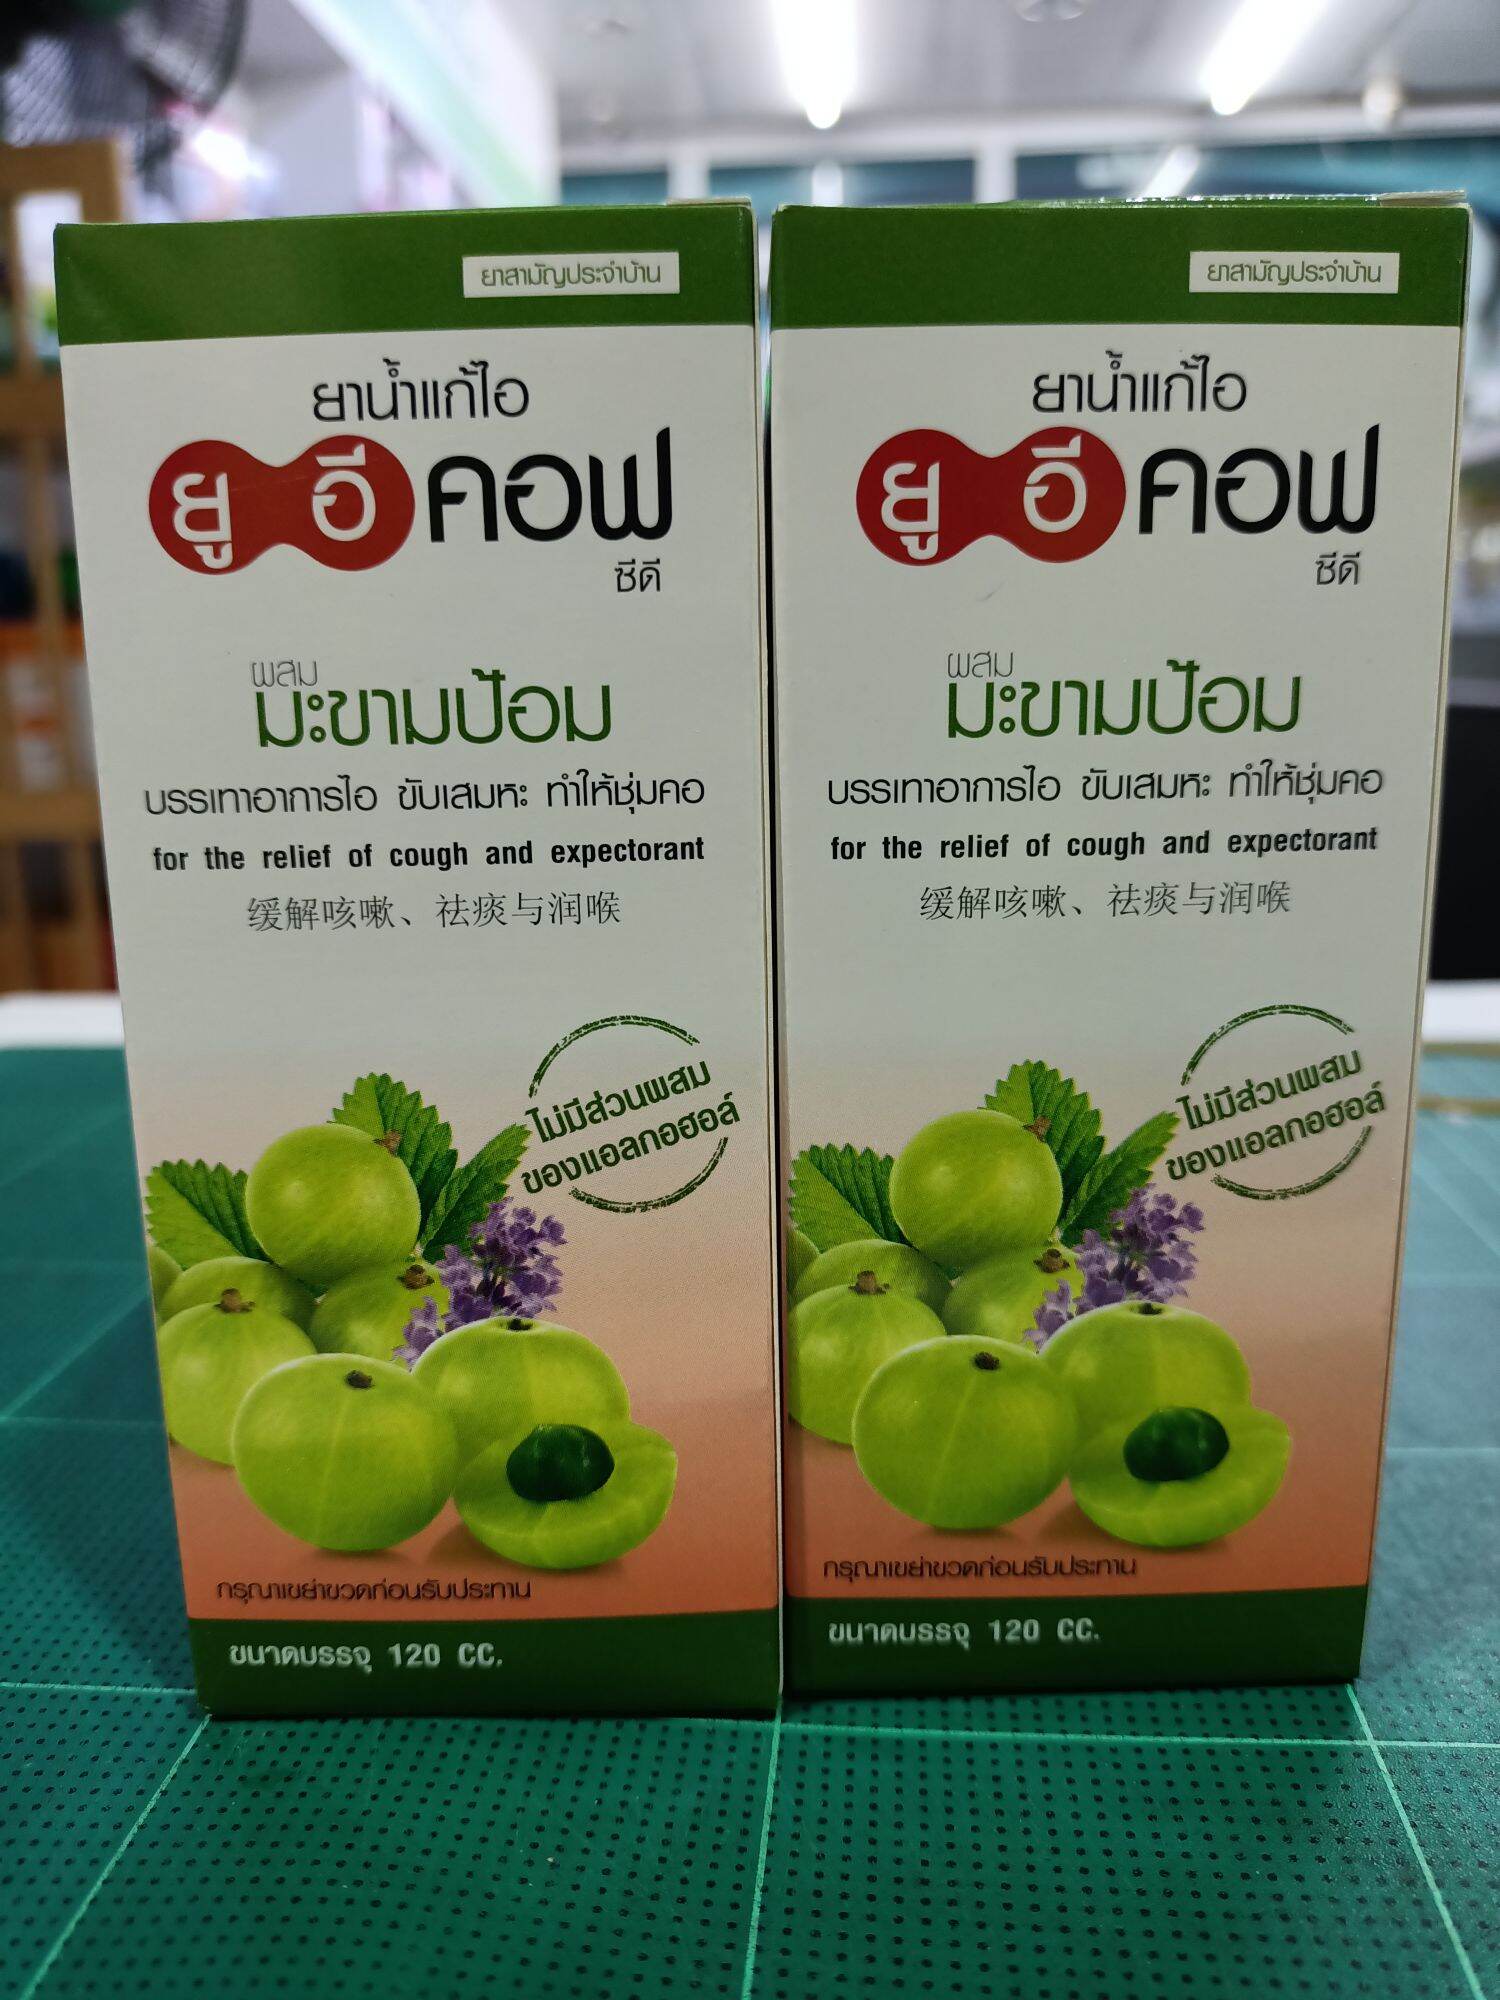 ยาสามัญประจำบ้าน
ยาน้ำแก้ไอ
ยูอีคอฟ
ซีดี
ผสม
มะขามป้อม
บรรเทาอาการไอ ขับเสมหะ ทำให้ชุ่มคอ
for the relief of cough and expectorant
缓解咳嗽、祛痰与润喉
ไม่มีส่วนผสม
ของแอลกอฮอล์
กรุณาเขย่าขวดก่อนรับประทาน
ขนาดบรรจุ 120 CC.
ยาสามัญประจำบ้าน
ยาน้ำแก้ไอ
ยูอีคอฟ
ซีดี
ผสม
มะขามป้อม
บรรเทาอาการไอ ขับเสมหะ ทำให้ชุ่มคอ
for the relief of cough and expectorant
缓解咳嗽、祛痰与润喉
ไม่มีส่วนผสม
ของแอลกอฮอล์
กรุณาเขย่าขวดก่อนรับประทาน
ขนาดบรรจุ 120 CC.